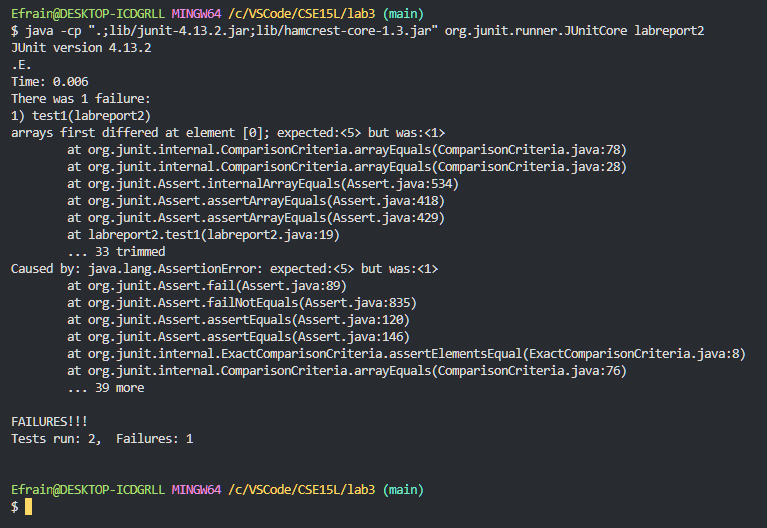 Efrain@DESKTOP-ICDGRLL MINGW64 /c/VSCode/CSE15L/lab3 (main)
$ java -cp ".;lib/junit-4.13.2.jar;lib/hamcrest-core-1.3.jar" org.junit.runner.JUnitCore labreport2
JUnit version 4.13.2
.E.
Time: 0.006
There was 1 failure:
1) test1(labreport2)
arrays first differed at element [0]; expected:<5> but was:<1>
at org.junit.internal.ComparisonCriteria.arrayEquals(ComparisonCriteria.java:78)
at org.junit.internal.ComparisonCriteria.arrayEquals(ComparisonCriteria.java:28)
at org.junit.Assert.internalArrayEquals(Assert.java:534)
at org.junit.Assert.assertArrayEquals(Assert.java:418)
at org.junit.Assert.assertArrayEquals(Assert.java:429)
at labreport2.test1(labreport2.java:19)
... 33 trimmed
Caused by: java.lang.AssertionError: expected:<5> but was:<1>
at org.junit.Assert.fail(Assert.java:89)
at org.junit.Assert.failNotEquals(Assert.java:835)
at org.junit.Assert.assertEquals(Assert.java:120)
at org.junit.Assert.assertEquals(Assert.java:146)
at org.junit.internal.ExactComparisonCriteria.assertElementsEqual(ExactComparisonCriteria.java:8)
at org.junit.internal.ComparisonCriteria.arrayEquals(ComparisonCriteria.java:76)
... 39 more
FAILURES!!!
Tests run: 2,  Failures: 1
Efrain@DESKTOP-ICDGRLL MINGW64 /c/VSCode/CSE15L/lab3 (main)
$